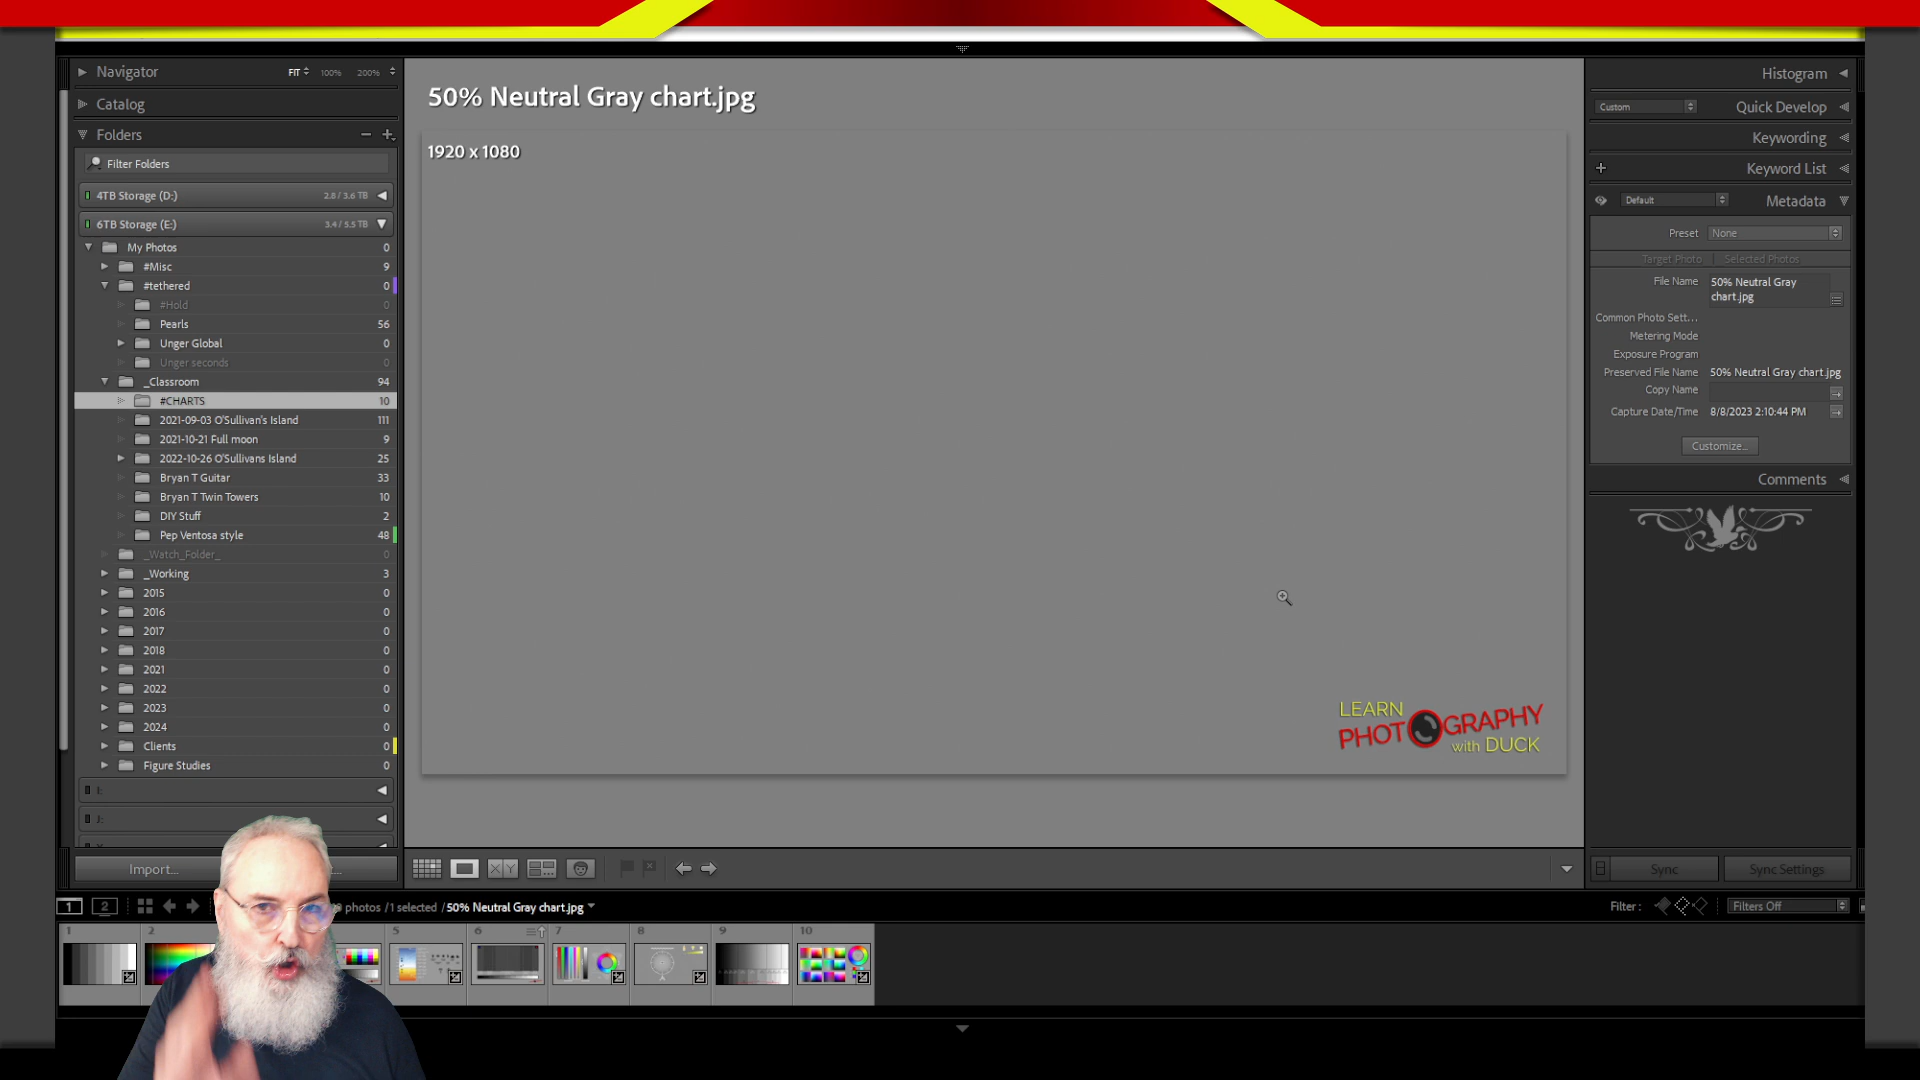 Navigator
FIT
100%
200%
Catalog
Folders
Filter Folders
4TB Storage (D:) 2.8 / 3.6 TB
6TB Storage (E:) 3.4 / 5.5 TB
My Photos 0
#Misc 9
#tethered 0
#Hold 0
Pearls 56
Unger Global 0
Unger seconds 0
_Classroom 94
#CHARTS 10
2021-09-03 O'Sullivan's Island 111
2021-10-21 Full moon 9
2022-10-26 O'Sullivans Island 25
Bryan T Guitar 33
Bryan T Twin Towers 10
DIY Stuff 2
Pep Ventosa style 48
_Watch_Folder_ 0
_Working 3
2015 0
2016 0
2017 0
2018 0
2021 0
2022 0
2023 0
2024 0
Clients 0
Figure Studies 0
I:
J:
Import...
50% Neutral Gray chart.jpg
1920 x 1080
LEARN
PHOTOGRAPHY
with DUCK
XY
Histogram
Custom
Quick Develop
Keywording
Keyword List
Default
Metadata
Preset None
Target Photo Selected Photos
File Name 50% Neutral Gray
chart.jpg
Common Photo Sett...
Metering Mode
Exposure Program
Preserved File Name 50% Neutral Gray chart.jpg
Copy Name
Capture Date/Time 8/8/2023 2:10:44 PM
Customize...
Comments
Sync
Sync Settings
1 2
photos / 1 selected / 50% Neutral Gray chart.jpg
Filter : Filters Off
1 2 5 6 7 8 9 10